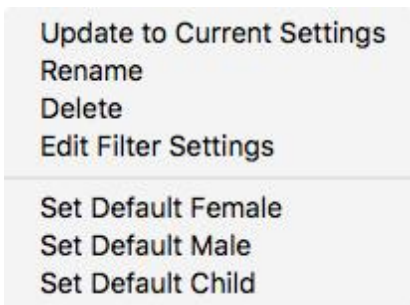 Update to Current Settings
Rename
Delete
Edit Filter Settings
Set Default Female
Set Default Male
Set Default Child